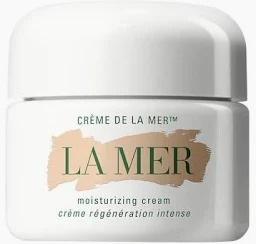 CRÈME DE LA MER™
LA MER
moisturizing cream
crème régénération intense